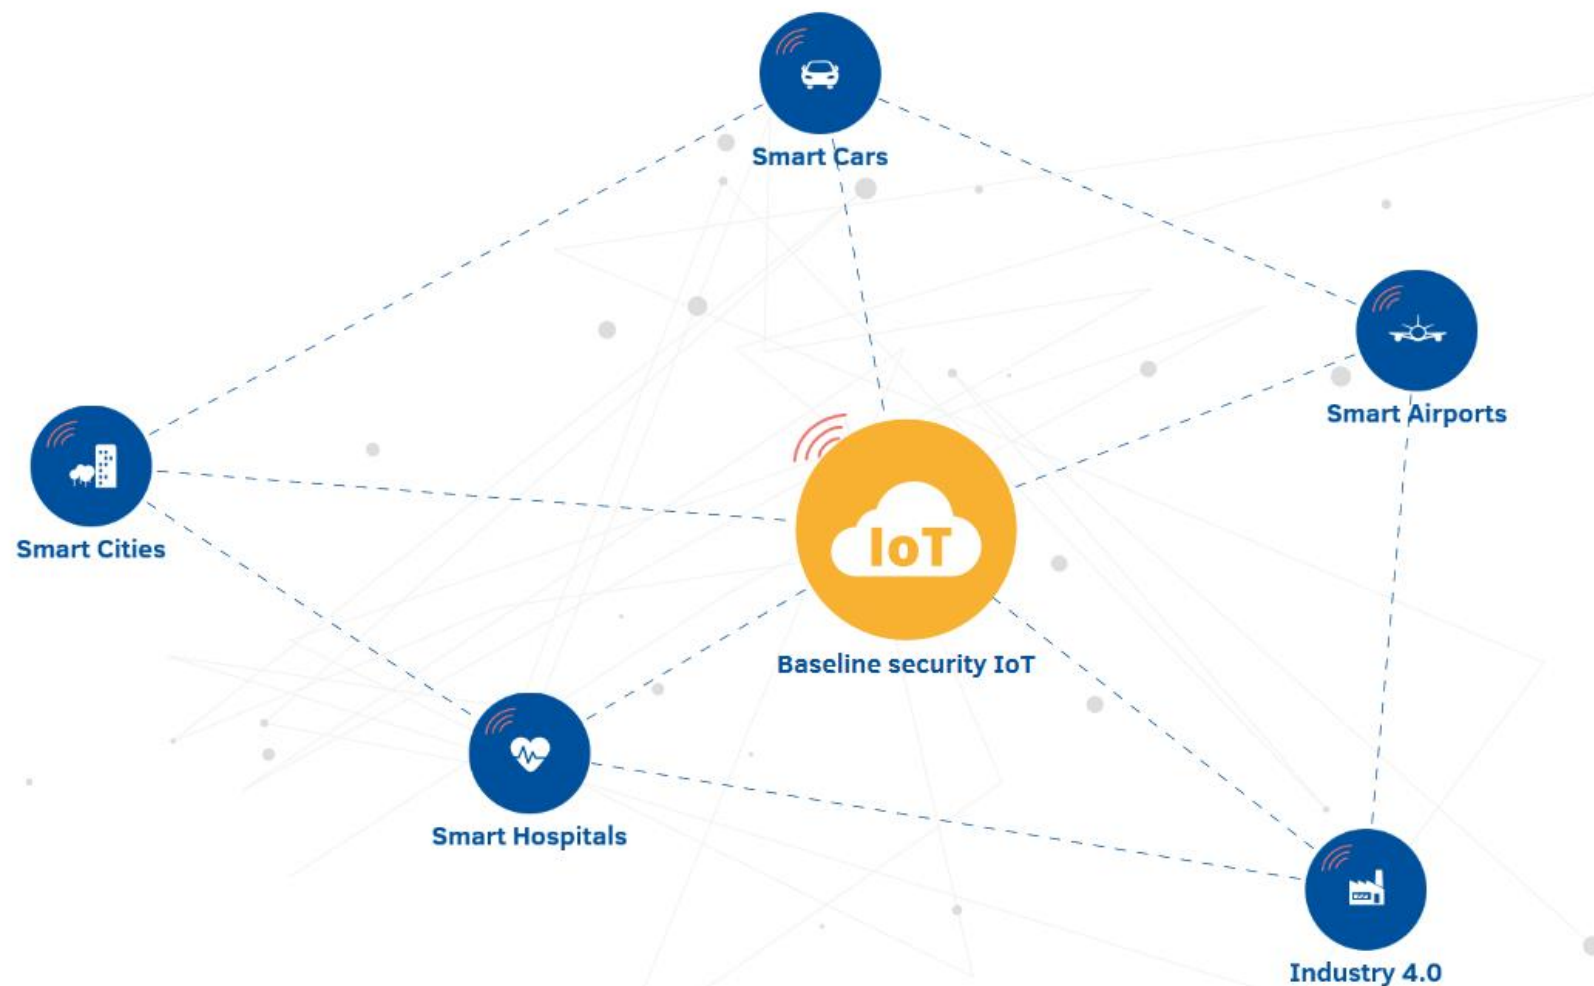 Smart Cars
Smart Airports
Smart Cities
IoT
Baseline security IoT
Smart Hospitals
Industry 4.0